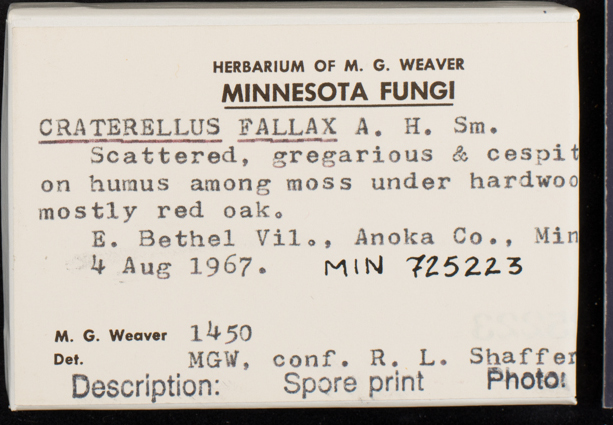 HERBARIUM OF M. G. WEAVER
MINNESOTA FUNGI
CRATERELLUS FALLAX A. H. Sm.
Scattered, gregarious & cespit
on humus among moss under hardwoo
mostly red oak.
E. Bethel Vil., Anoka Co., Min
4 Aug 1967. MIN 725223
M. G. Weaver 1450
Det. MGW, conf. R. L. Shaffer
Description: Spore print Photo: